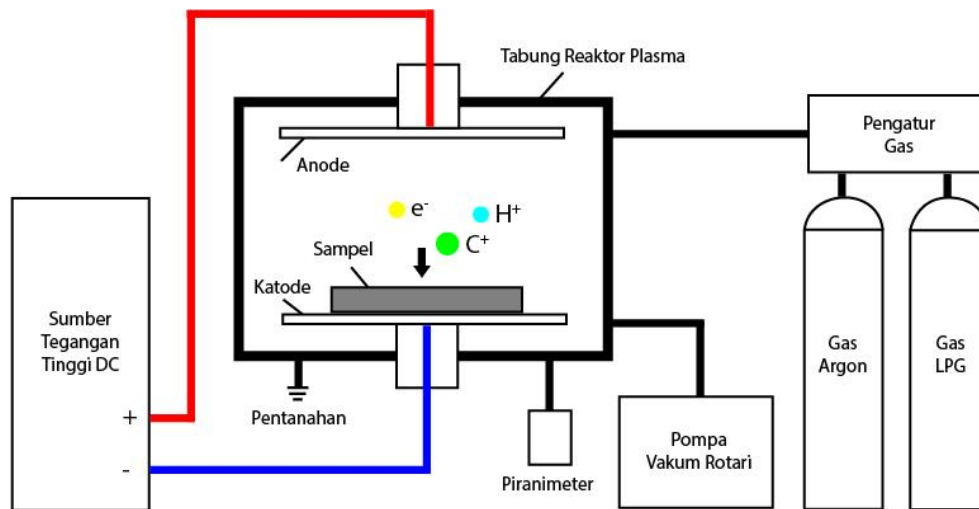 Tabung Reaktor Plasma
Anode
e-
H+
C+
Sampel
Katode
Sumber
Tegangan
Tinggi DC
+
-
Pentanahan
Piranimeter
Pompa
Vakum Rotari
Pengatur
Gas
Gas
Argon
Gas
LPG